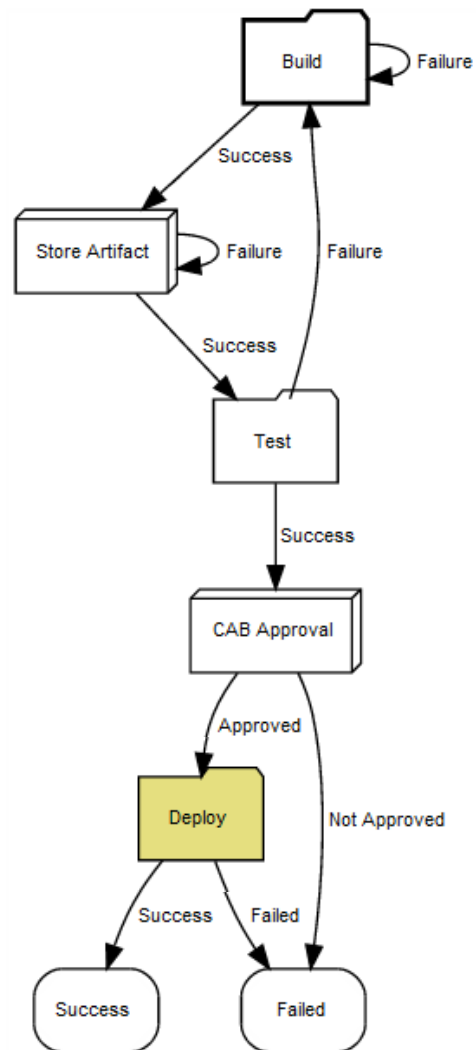 Build
Failure
Success
Store Artifact
Failure
Failure
Success
Test
Success
CAB Approval
Approved
Not Approved
Deploy
Success
Failed
Success
Failed